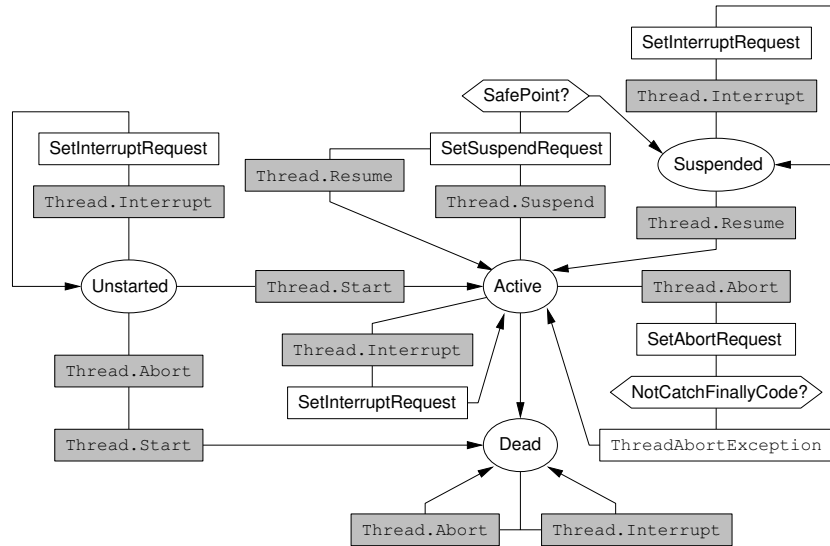 SetInterruptRequest
SafePoint?
Thread.Interrupt
SetInterruptRequest
SetSuspendRequest
Suspended
Thread.Resume
Thread.Interrupt
Thread.Suspend
Thread.Resume
Unstarted
Thread.Start
Active
Thread.Abort
Thread.Interrupt
SetAbortRequest
Thread.Abort
SetInterruptRequest
NotCatchFinallyCode?
Thread.Start
Dead
ThreadAbortException
Thread.Abort
Thread.Interrupt